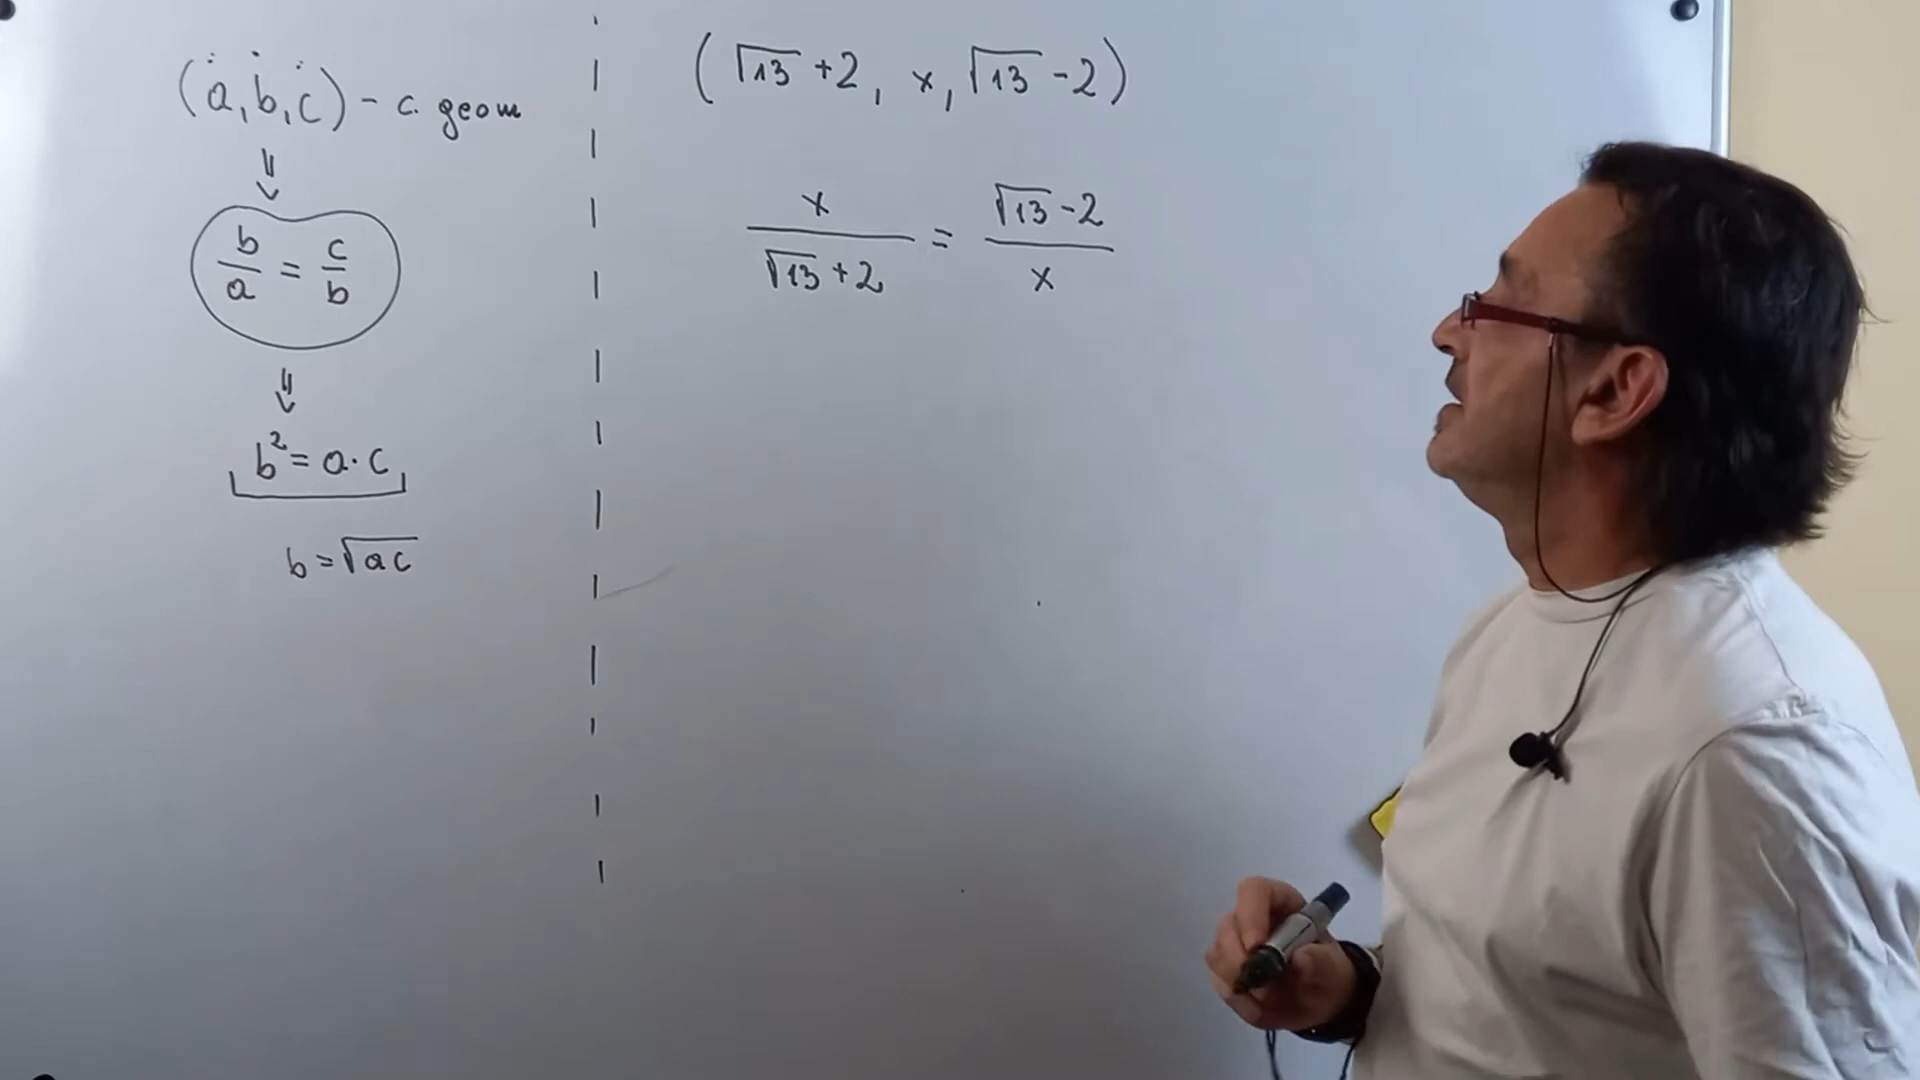 (a, b, c) - c. geom
⇓
b/a = c/b
⇓
b² = a·c
b = √ac
(√13 + 2, x, √13 - 2)
x/(√13 + 2) = (√13 - 2)/x